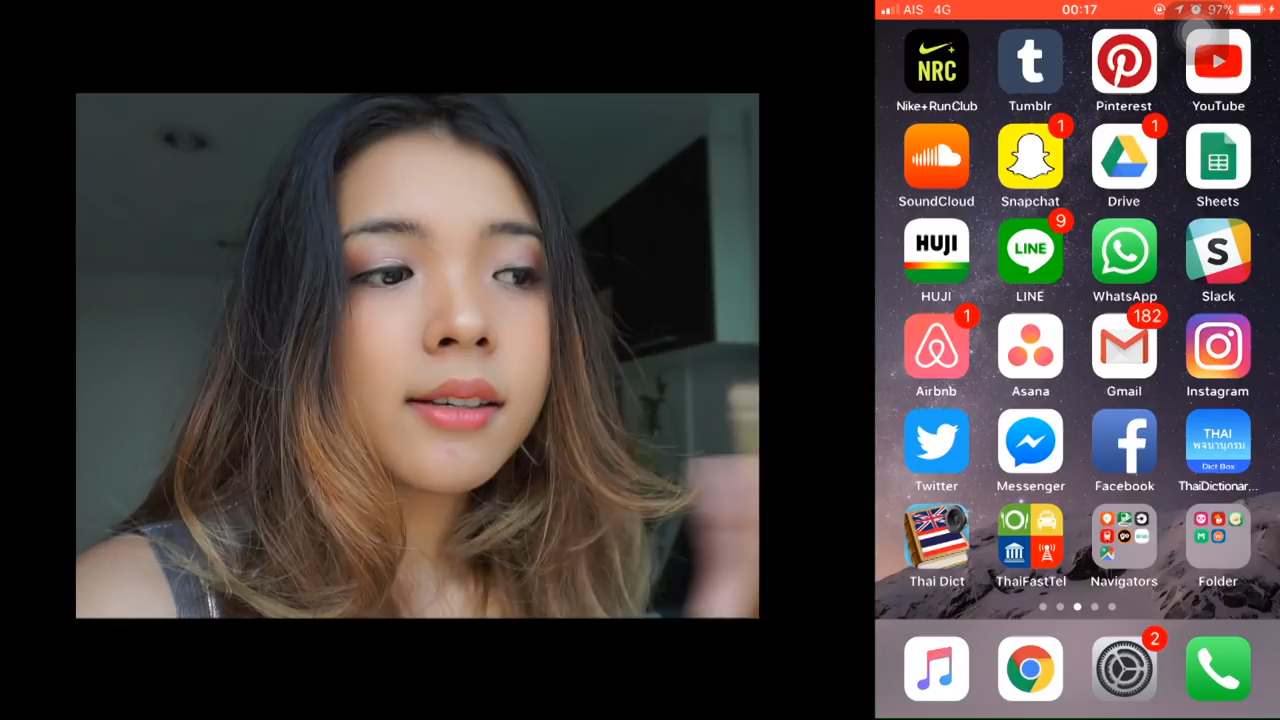 AIS 4G 00:17 97%
NRC
Nike+RunClub Tumblr Pinterest YouTube
1 1
SoundCloud Snapchat Drive Sheets
HUJI LINE 9 S
HUJI LINE WhatsApp Slack
1 182
Airbnb Asana Gmail Instagram
THAI
พจนานุกรม
Dict Box
Twitter Messenger Facebook ThaiDictionar...
Thai Dict ThaiFastTel Navigators Folder
2